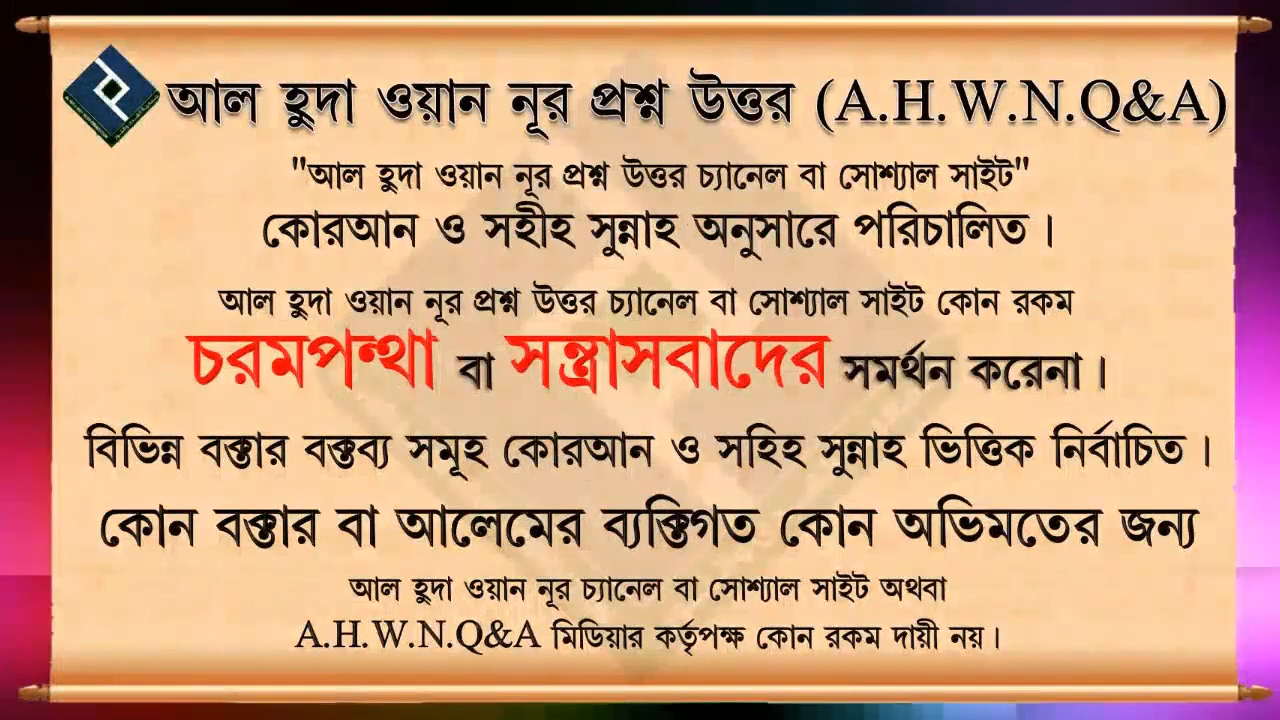 আল হুদা ওয়ান নূর প্রশ্ন উত্তর (A.H.W.N.Q&A)
"আল হুদা ওয়ান নূর প্রশ্ন উত্তর চ্যানেল বা সোশ্যাল সাইট"
কোরআন ও সহীহ সুন্নাহ অনুসারে পরিচালিত ।
আল হুদা ওয়ান নূর প্রশ্ন উত্তর চ্যানেল বা সোশ্যাল সাইট কোন রকম
চরমপন্থা বা সন্ত্রাসবাদের সমর্থন করেনা ।
বিভিন্ন বক্তার বক্তব্য সমূহ কোরআন ও সহিহ সুন্নাহ ভিত্তিক নির্বাচিত ।
কোন বক্তার বা আলেমের ব্যক্তিগত কোন অভিমতের জন্য
আল হুদা ওয়ান নূর চ্যানেল বা সোশ্যাল সাইট অথবা
A.H.W.N.Q&A মিডিয়ার কর্তৃপক্ষ কোন রকম দায়ী নয় ।